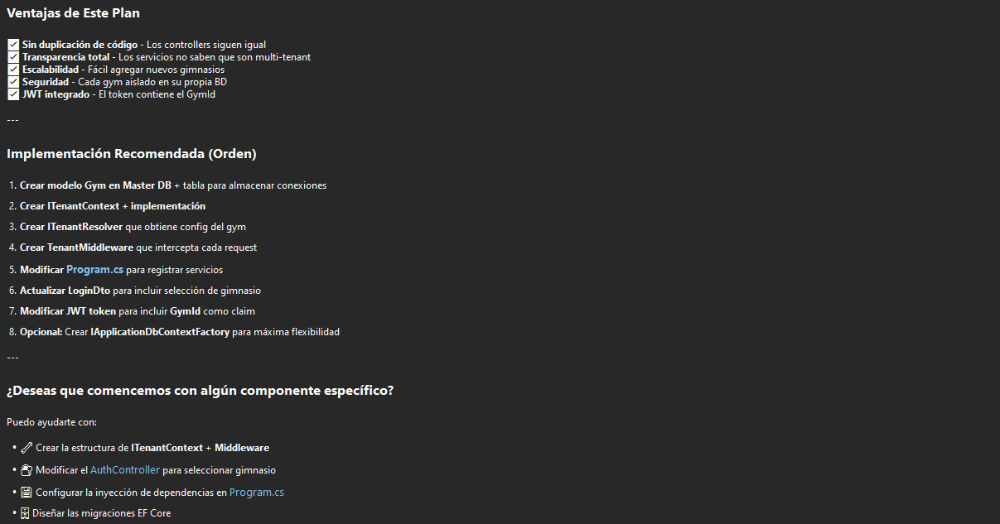 Ventajas de Este Plan
✓ Sin duplicación de código - Los controllers siguen igual
✓ Transparencia total - Los servicios no saben que son multi-tenant
✓ Escalabilidad - Fácil agregar nuevos gimnasios
✓ Seguridad - Cada gym aislado en su propia BD
✓ JWT integrado - El token contiene el GymId
---
Implementación Recomendada (Orden)
1. Crear modelo Gym en Master DB + tabla para almacenar conexiones
2. Crear ITenantContext + implementación
3. Crear ITenantResolver que obtiene config del gym
4. Crear TenantMiddleware que intercepta cada request
5. Modificar Program.cs para registrar servicios
6. Actualizar LoginDto para incluir selección de gimnasio
7. Modificar JWT token para incluir GymId como claim
8. Opcional: Crear IApplicationDbContextFactory para máxima flexibilidad
---
¿Deseas que comencemos con algún componente específico?
Puedo ayudarte con:
• Crear la estructura de ITenantContext + Middleware
• Modificar el AuthController para seleccionar gimnasio
• Configurar la inyección de dependencias en Program.cs
• Diseñar las migraciones EF Core